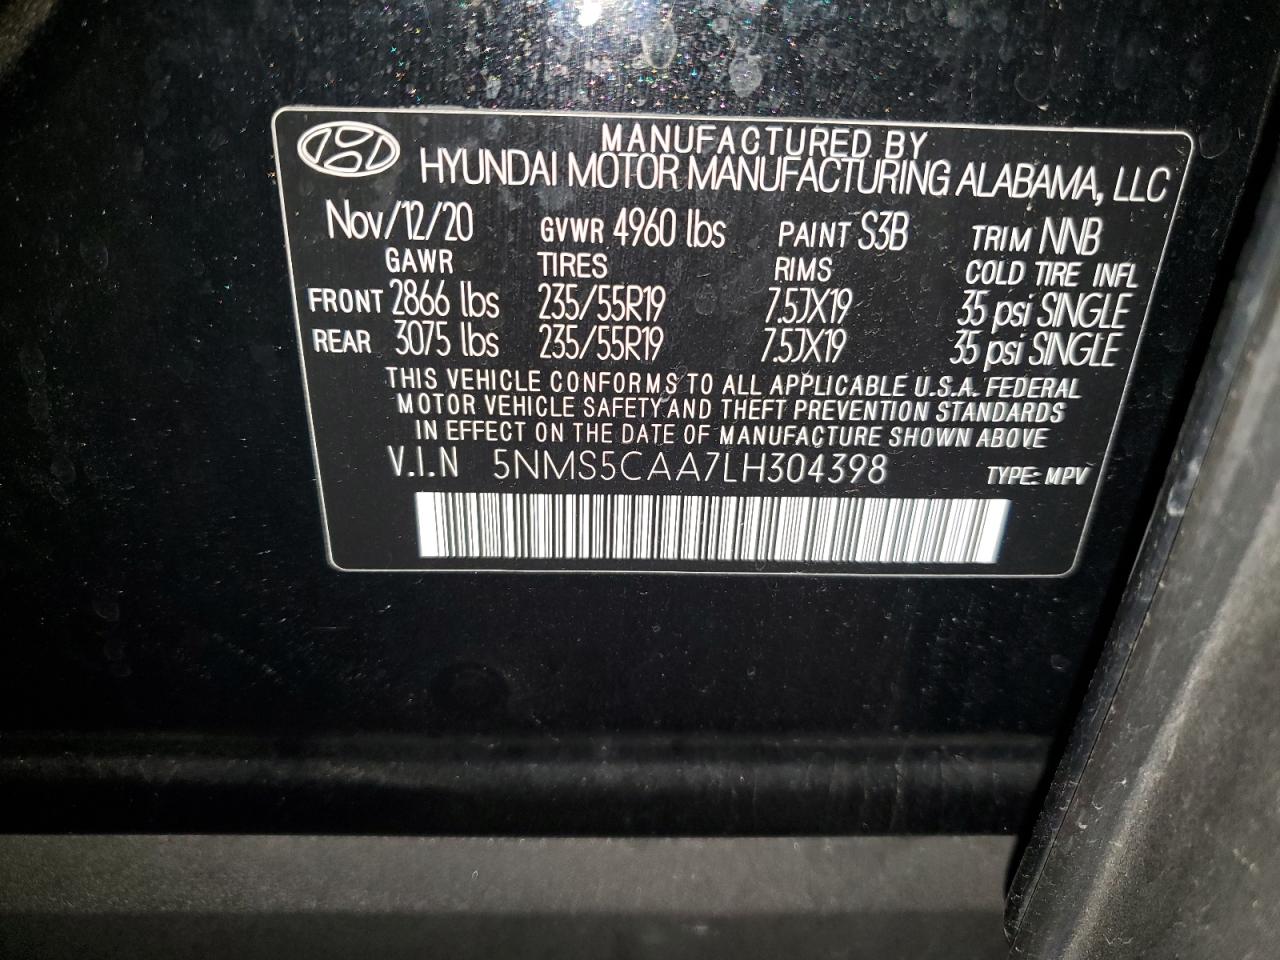 MANUFACTURED BY
HYUNDAI MOTOR MANUFACTURING ALABAMA, LLC
Nov/12/20 GVWR 4960 lbs PAINT S3B TRIM NNB
GAWR TIRES RIMS COLD TIRE INFL
FRONT 2866 lbs 235/55R19 7.5JX19 35 psi SINGLE
REAR 3075 lbs 235/55R19 7.5JX19 35 psi SINGLE
THIS VEHICLE CONFORMS TO ALL APPLICABLE U.S.A. FEDERAL
MOTOR VEHICLE SAFETY AND THEFT PREVENTION STANDARDS
IN EFFECT ON THE DATE OF MANUFACTURE SHOWN ABOVE
V.I.N 5NMS5CAA7LH304398 TYPE: MPV